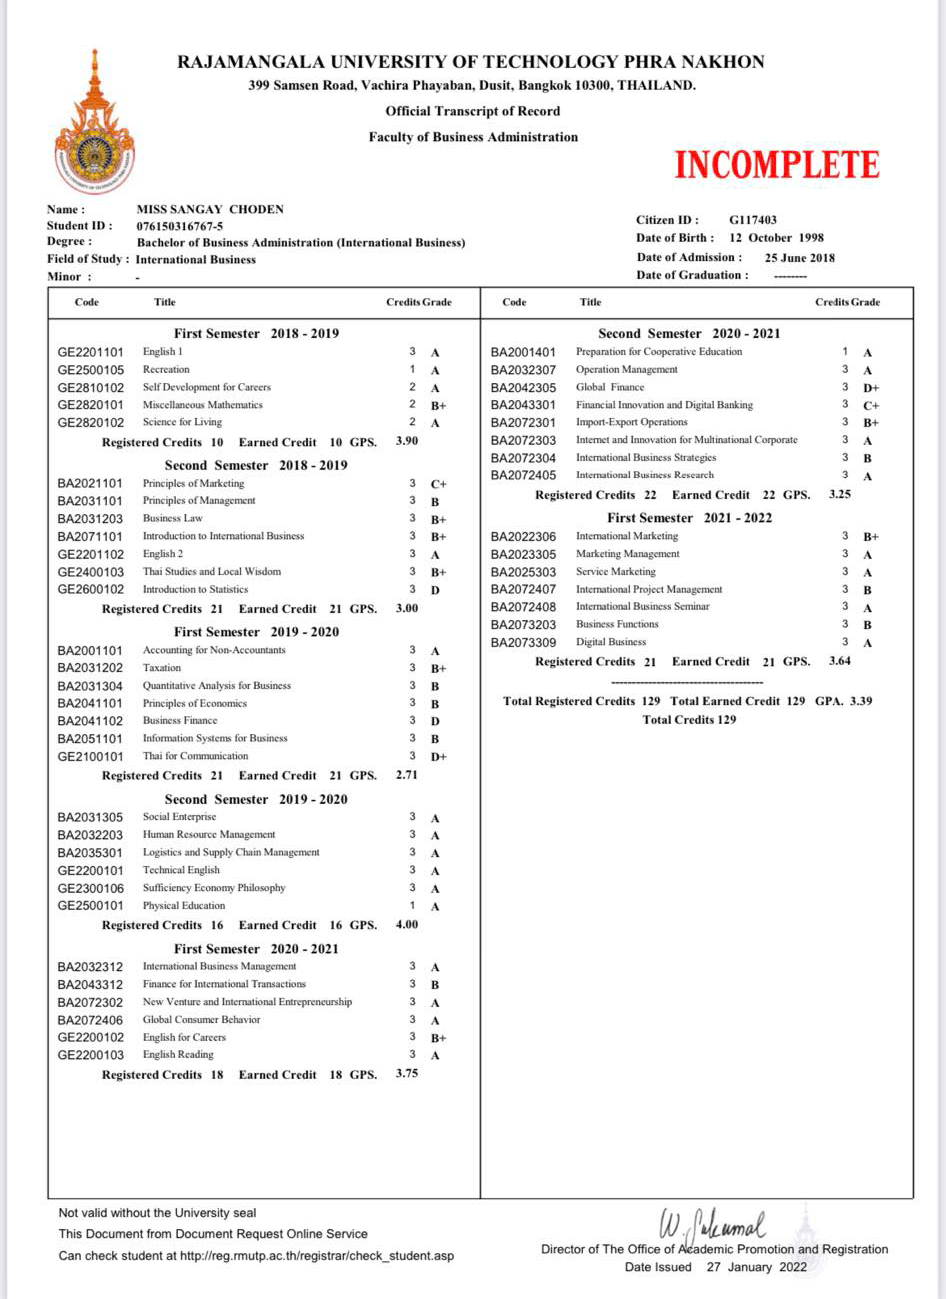 RAJAMANGALA UNIVERSITY OF TECHNOLOGY PHRA NAKHON
399 Samsen Road, Vachira Phayaban, Dusit, Bangkok 10300, THAILAND.
Official Transcript of Record
Faculty of Business Administration
INCOMPLETE
Name : MISS SANGAY CHODEN
Student ID : 076150316767-5
Degree : Bachelor of Business Administration (International Business)
Field of Study : International Business
Minor : -
Citizen ID : G117403
Date of Birth : 12 October 1998
Date of Admission : 25 June 2018
Date of Graduation : --------
Code Title Credits Grade
First Semester 2018 - 2019
GE2201101 English 1 3 A
GE2500105 Recreation 1 A
GE2810102 Self Development for Careers 2 A
GE2820101 Miscellaneous Mathematics 2 B+
GE2820102 Science for Living 2 A
Registered Credits 10 Earned Credit 10 GPS. 3.90
Second Semester 2018 - 2019
BA2021101 Principles of Marketing 3 C+
BA2031101 Principles of Management 3 B
BA2031203 Business Law 3 B+
BA2071101 Introduction to International Business 3 B+
GE2201102 English 2 3 A
GE2400103 Thai Studies and Local Wisdom 3 B+
GE2600102 Introduction to Statistics 3 D
Registered Credits 21 Earned Credit 21 GPS. 3.00
First Semester 2019 - 2020
BA2001101 Accounting for Non-Accountants 3 A
BA2031202 Taxation 3 B+
BA2031304 Quantitative Analysis for Business 3 B
BA2041101 Principles of Economics 3 B
BA2041102 Business Finance 3 D
BA2051101 Information Systems for Business 3 B
GE2100101 Thai for Communication 3 D+
Registered Credits 21 Earned Credit 21 GPS. 2.71
Second Semester 2019 - 2020
BA2031305 Social Enterprise 3 A
BA2032203 Human Resource Management 3 A
BA2035301 Logistics and Supply Chain Management 3 A
GE2200101 Technical English 3 A
GE2300106 Sufficiency Economy Philosophy 3 A
GE2500101 Physical Education 1 A
Registered Credits 16 Earned Credit 16 GPS. 4.00
First Semester 2020 - 2021
BA2032312 International Business Management 3 A
BA2043312 Finance for International Transactions 3 B
BA2072302 New Venture and International Entrepreneurship 3 A
BA2072406 Global Consumer Behavior 3 A
GE2200102 English for Careers 3 B+
GE2200103 English Reading 3 A
Registered Credits 18 Earned Credit 18 GPS. 3.75
Code Title Credits Grade
Second Semester 2020 - 2021
BA2001401 Preparation for Cooperative Education 1 A
BA2032307 Operation Management 3 A
BA2042305 Global Finance 3 D+
BA2043301 Financial Innovation and Digital Banking 3 C+
BA2072301 Import-Export Operations 3 B+
BA2072303 Internet and Innovation for Multinational Corporate 3 A
BA2072304 International Business Strategies 3 B
BA2072405 International Business Research 3 A
Registered Credits 22 Earned Credit 22 GPS. 3.25
First Semester 2021 - 2022
BA2022306 International Marketing 3 B+
BA2023305 Marketing Management 3 A
BA2025303 Service Marketing 3 A
BA2072407 International Project Management 3 B
BA2072408 International Business Seminar 3 A
BA2073203 Business Functions 3 B
BA2073309 Digital Business 3 A
Registered Credits 21 Earned Credit 21 GPS. 3.64
-------------------------------------
Total Registered Credits 129 Total Earned Credit 129 GPA. 3.39
Total Credits 129
Not valid without the University seal
This Document from Document Request Online Service
Can check student at http://reg.rmutp.ac.th/registrar/check_student.asp
Director of The Office of Academic Promotion and Registration
Date Issued 27 January 2022